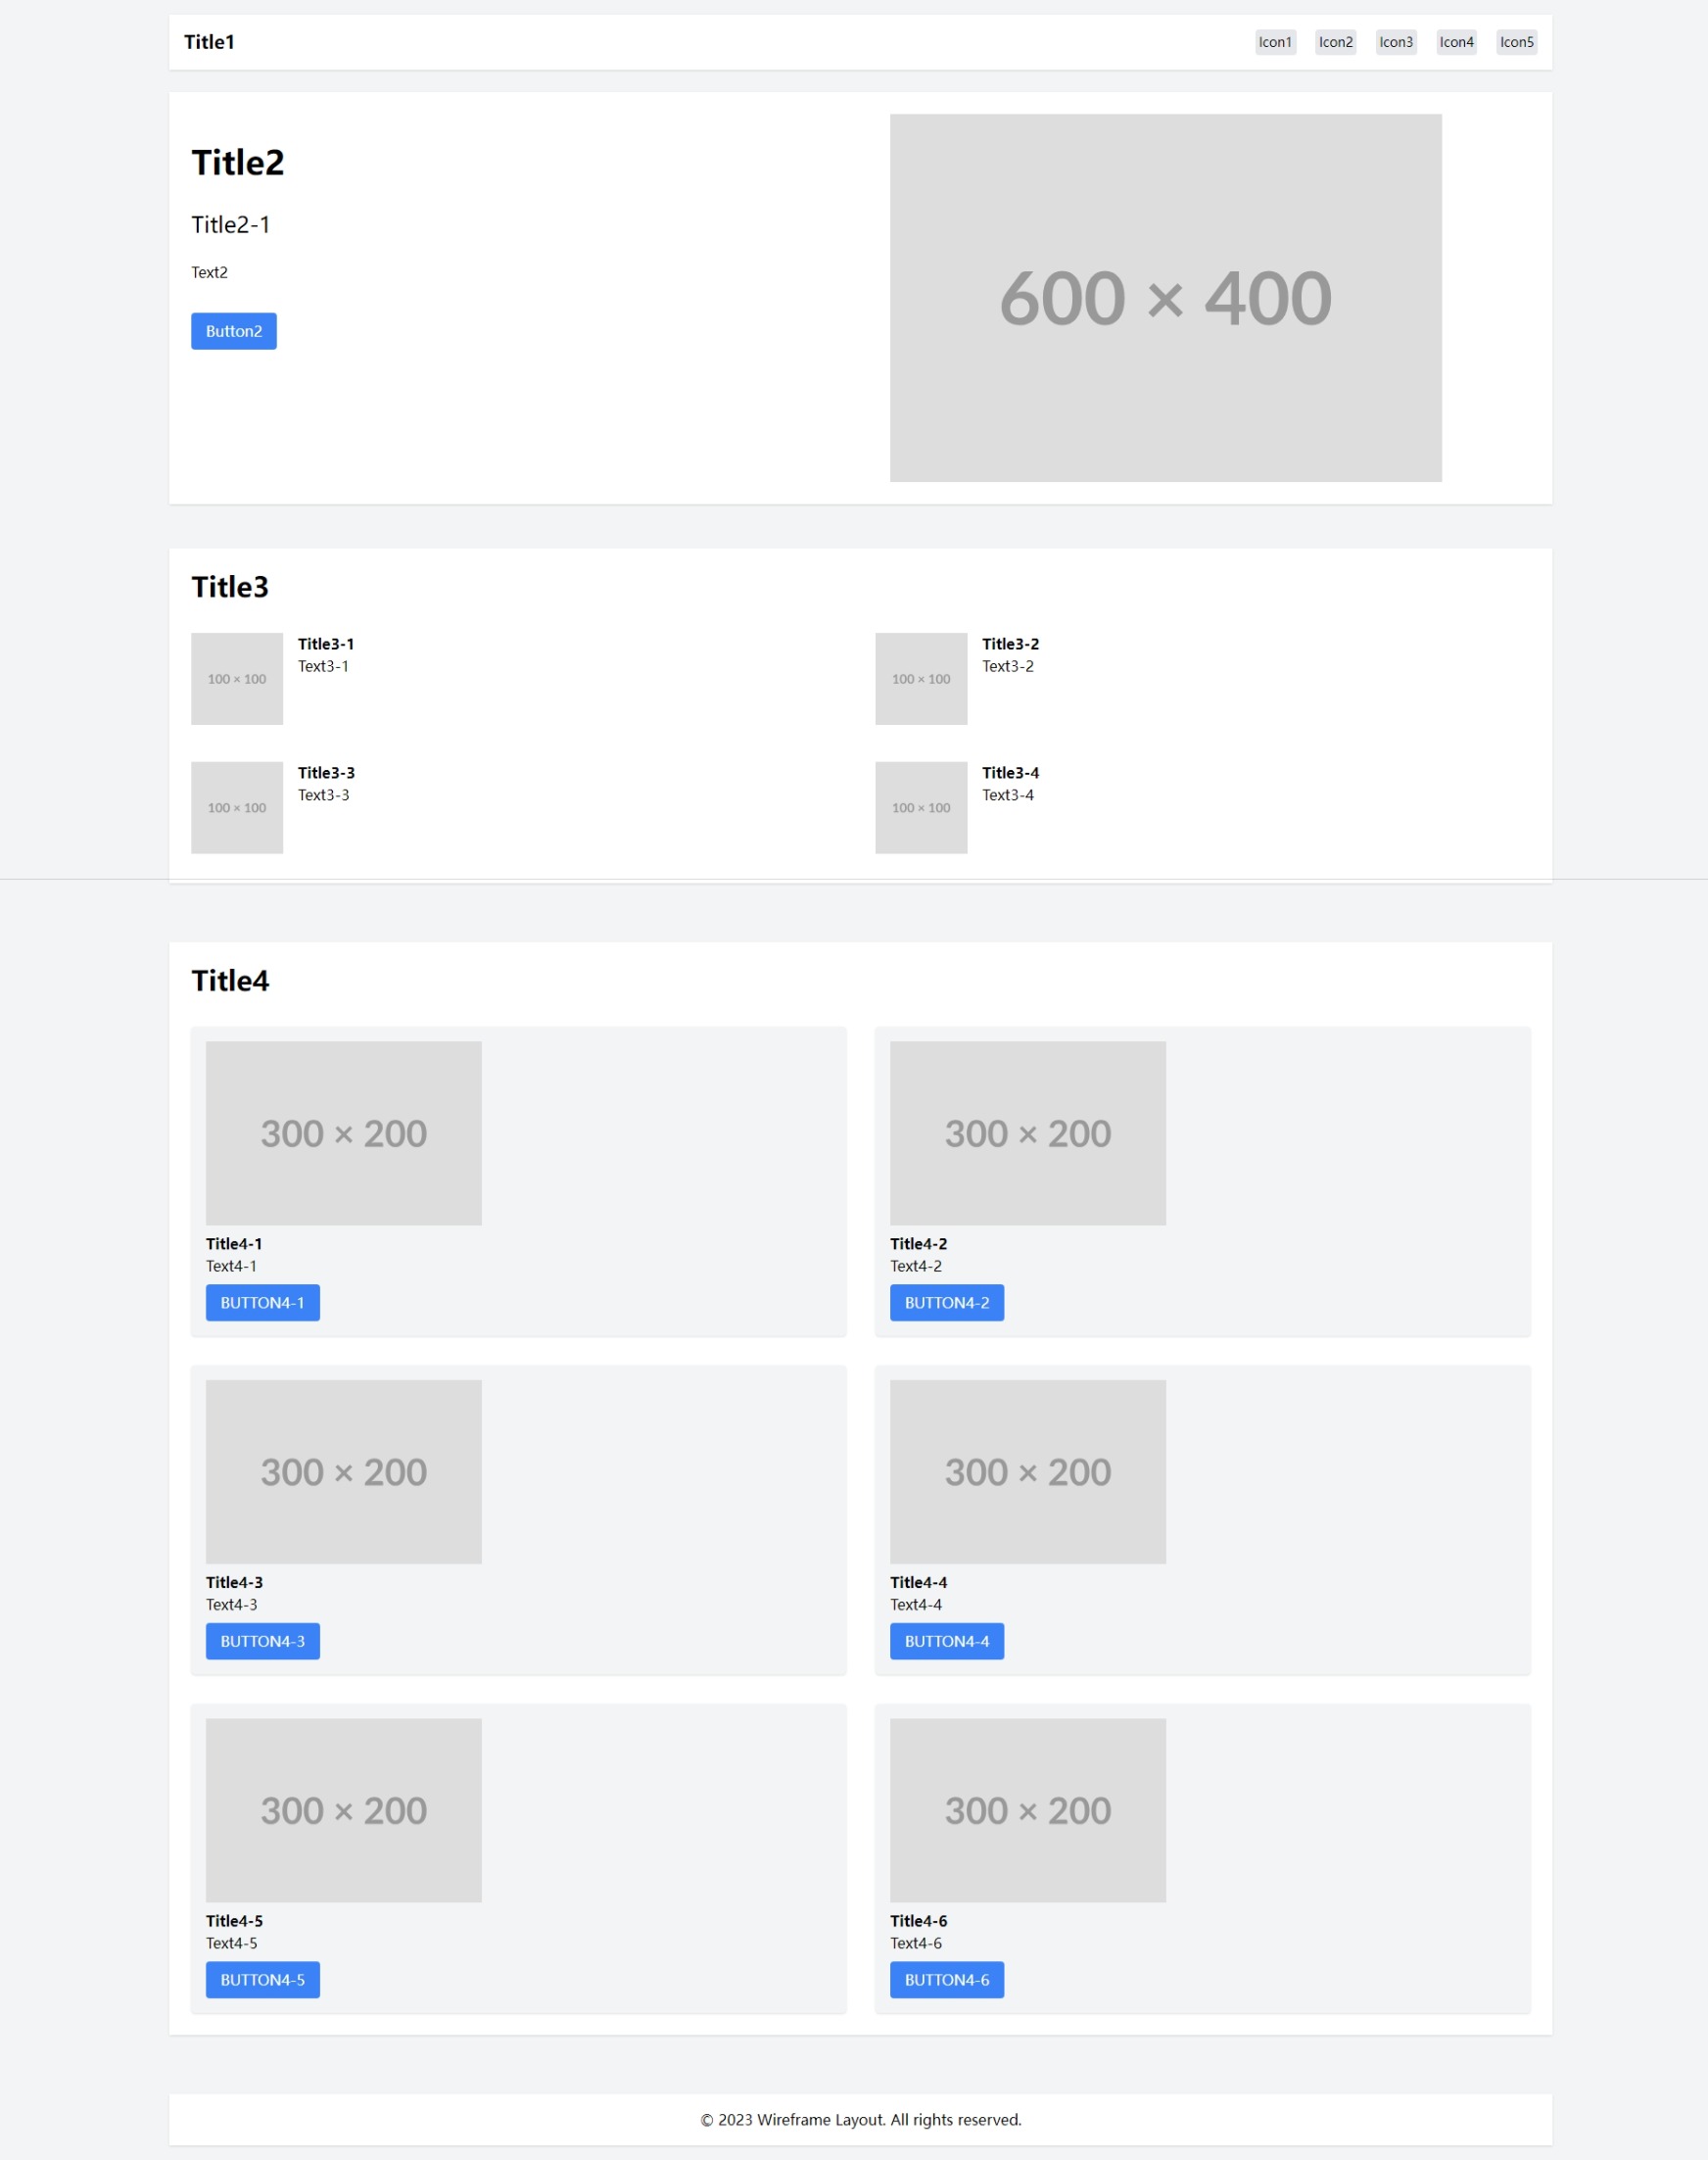 Title1
Icon1 Icon2 Icon3 Icon4 Icon5
Title2
Title2-1
Text2
Button2
600 × 400
Title3
100 × 100
Title3-1
Text3-1
100 × 100
Title3-2
Text3-2
100 × 100
Title3-3
Text3-3
100 × 100
Title3-4
Text3-4
Title4
300 × 200
Title4-1
Text4-1
BUTTON4-1
300 × 200
Title4-2
Text4-2
BUTTON4-2
300 × 200
Title4-3
Text4-3
BUTTON4-3
300 × 200
Title4-4
Text4-4
BUTTON4-4
300 × 200
Title4-5
Text4-5
BUTTON4-5
300 × 200
Title4-6
Text4-6
BUTTON4-6
© 2023 Wireframe Layout. All rights reserved.